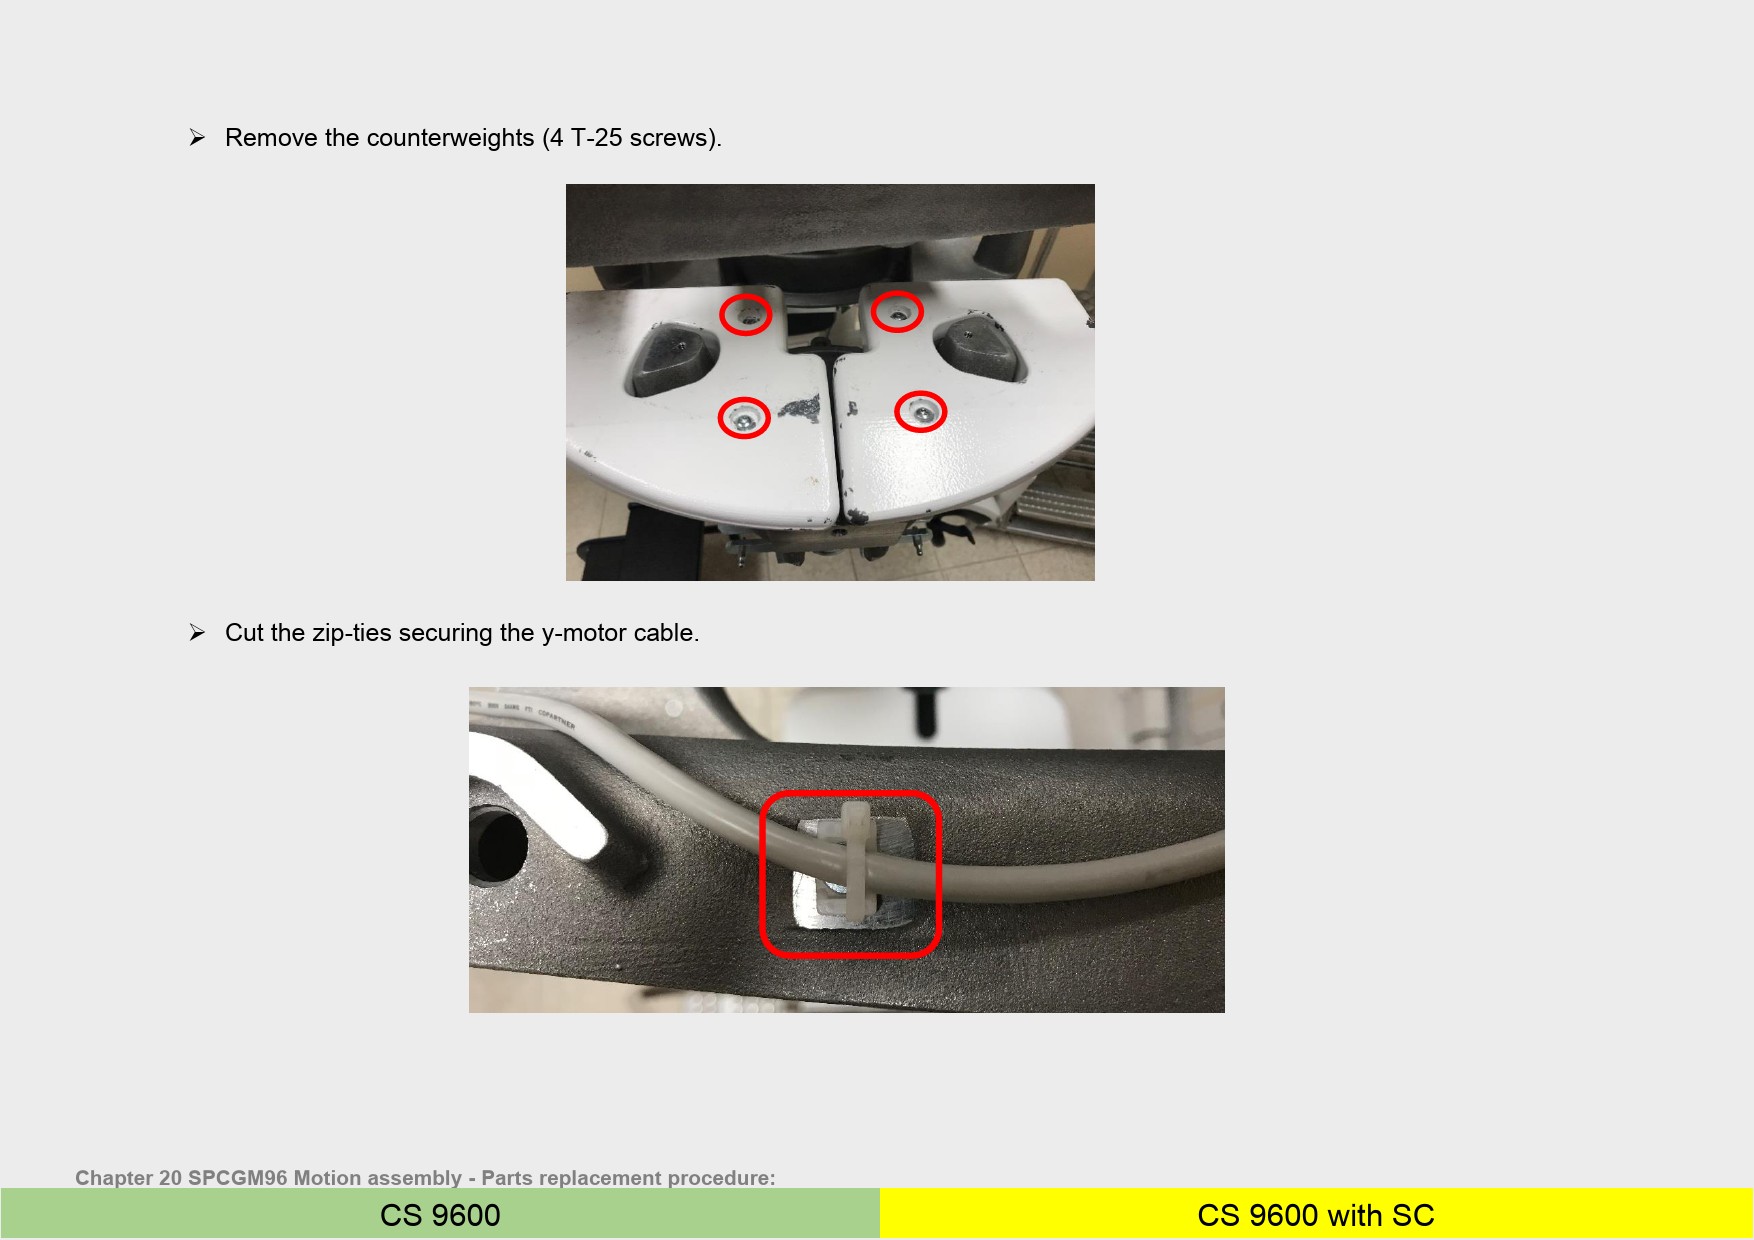 Remove the counterweights (4 T-25 screws).
Cut the zip-ties securing the y-motor cable.
COPARTNER
Chapter 20 SPCGM96 Motion assembly - Parts replacement procedure:
CS 9600
CS 9600 with SC